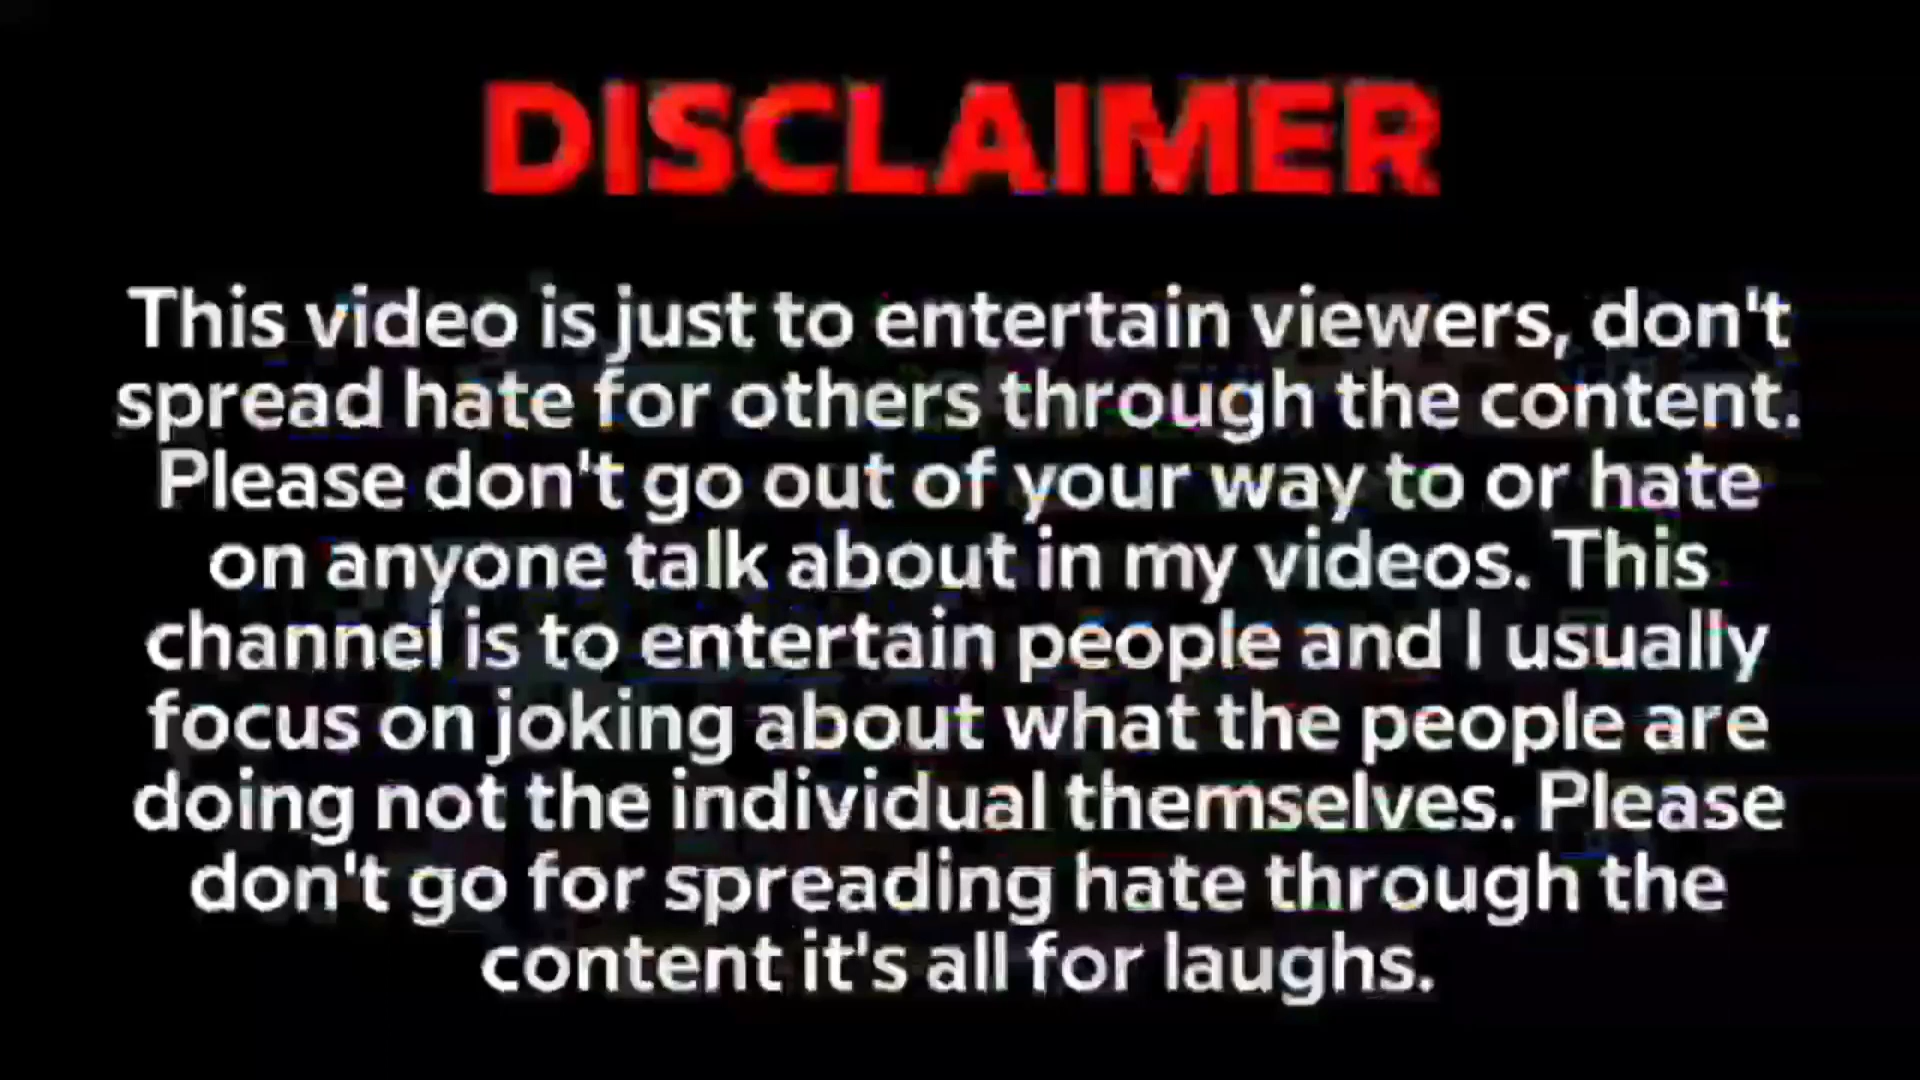 DISCLAIMER
This video is just to entertain viewers, don't
spread hate for others through the content.
Please don't go out of your way to or hate
on anyone talk about in my videos. This
channel is to entertain people and I usually
focus on joking about what the people are
doing not the individual themselves. Please
don't go for spreading hate through the
content it's all for laughs.